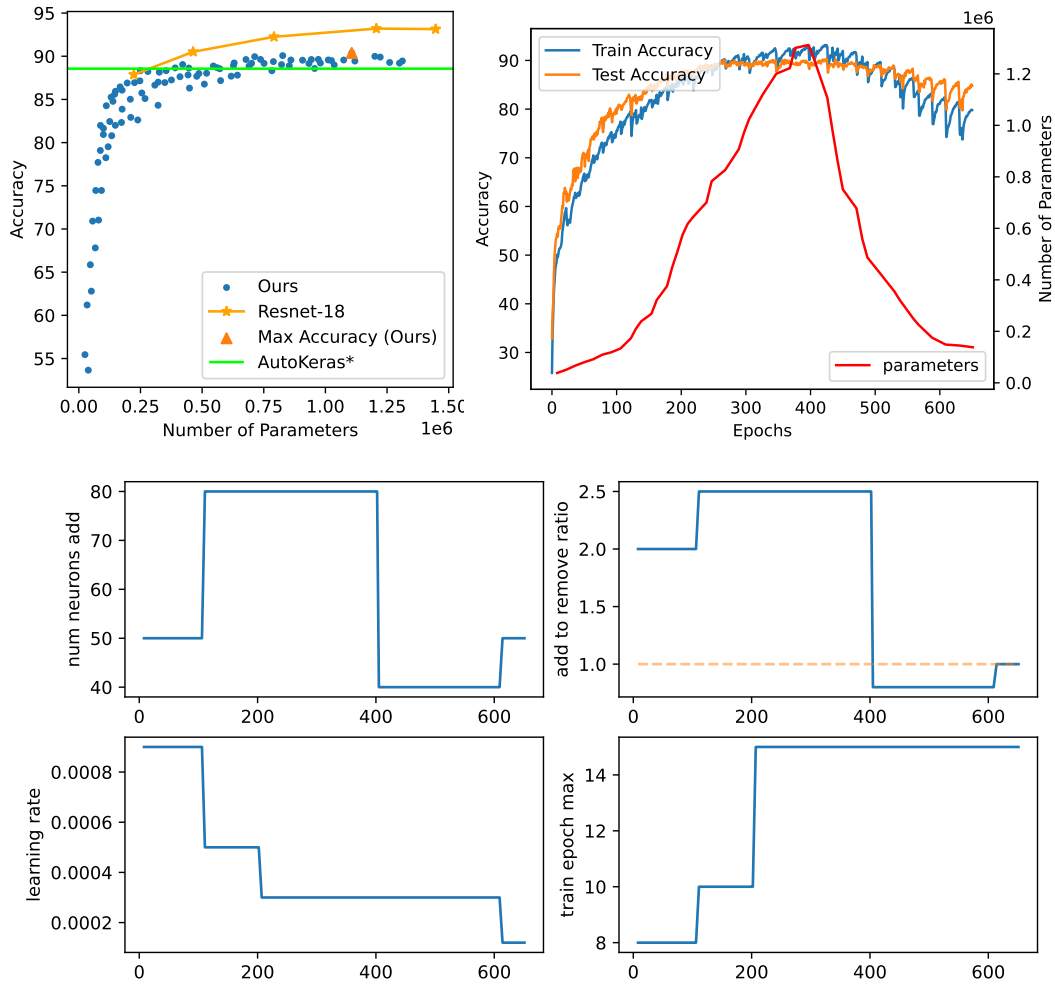 95
90
85
80
75
70
65
60
55
Accuracy
0.00 0.25 0.50 0.75 1.00 1.25 1.50
Number of Parameters
1e6
Ours
Resnet-18
Max Accuracy (Ours)
AutoKeras*
1e6
90
80
70
60
50
40
30
Accuracy
Train Accuracy
Test Accuracy
parameters
0 100 200 300 400 500 600
Epochs
1.2
1.0
0.8
0.6
0.4
0.2
0.0
Number of Parameters
80
70
60
50
40
num neurons add
0 200 400 600
2.5
2.0
1.5
1.0
add to remove ratio
0 200 400 600
0.0008
0.0006
0.0004
0.0002
learning rate
0 200 400 600
14
12
10
8
train epoch max
0 200 400 600